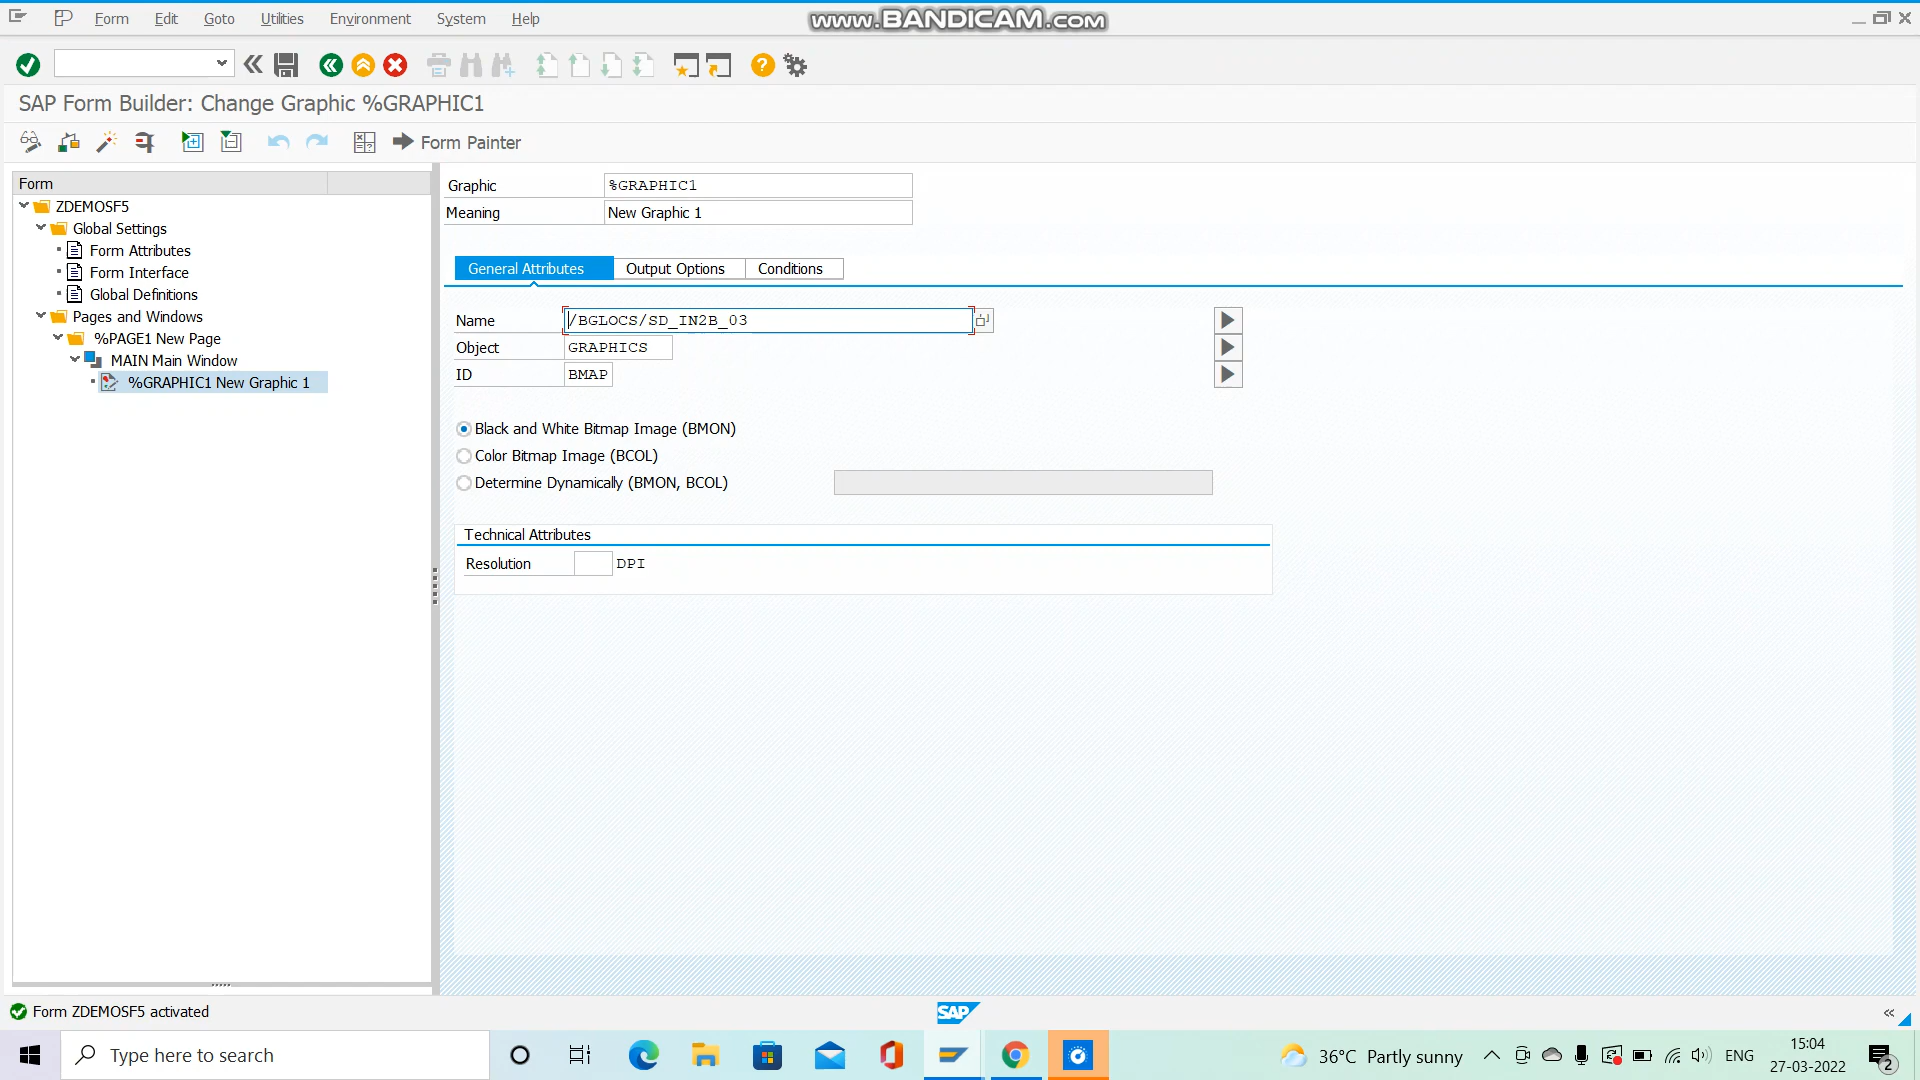 Form Edit Goto Utilities Environment System Help
www.BANDICAM.com
SAP Form Builder: Change Graphic %GRAPHIC1
Form Painter
Form
ZDEMOSF5
Global Settings
Form Attributes
Form Interface
Global Definitions
Pages and Windows
%PAGE1 New Page
MAIN Main Window
%GRAPHIC1 New Graphic 1
Graphic %GRAPHIC1
Meaning New Graphic 1
General Attributes Output Options Conditions
Name /BGLOCS/SD_IN2B_03
Object GRAPHICS
ID BMAP
Black and White Bitmap Image (BMON)
Color Bitmap Image (BCOL)
Determine Dynamically (BMON, BCOL)
Technical Attributes
Resolution DPI
Form ZDEMOSF5 activated
SAP
Type here to search
36°C Partly sunny
ENG
15:04
27-03-2022
2